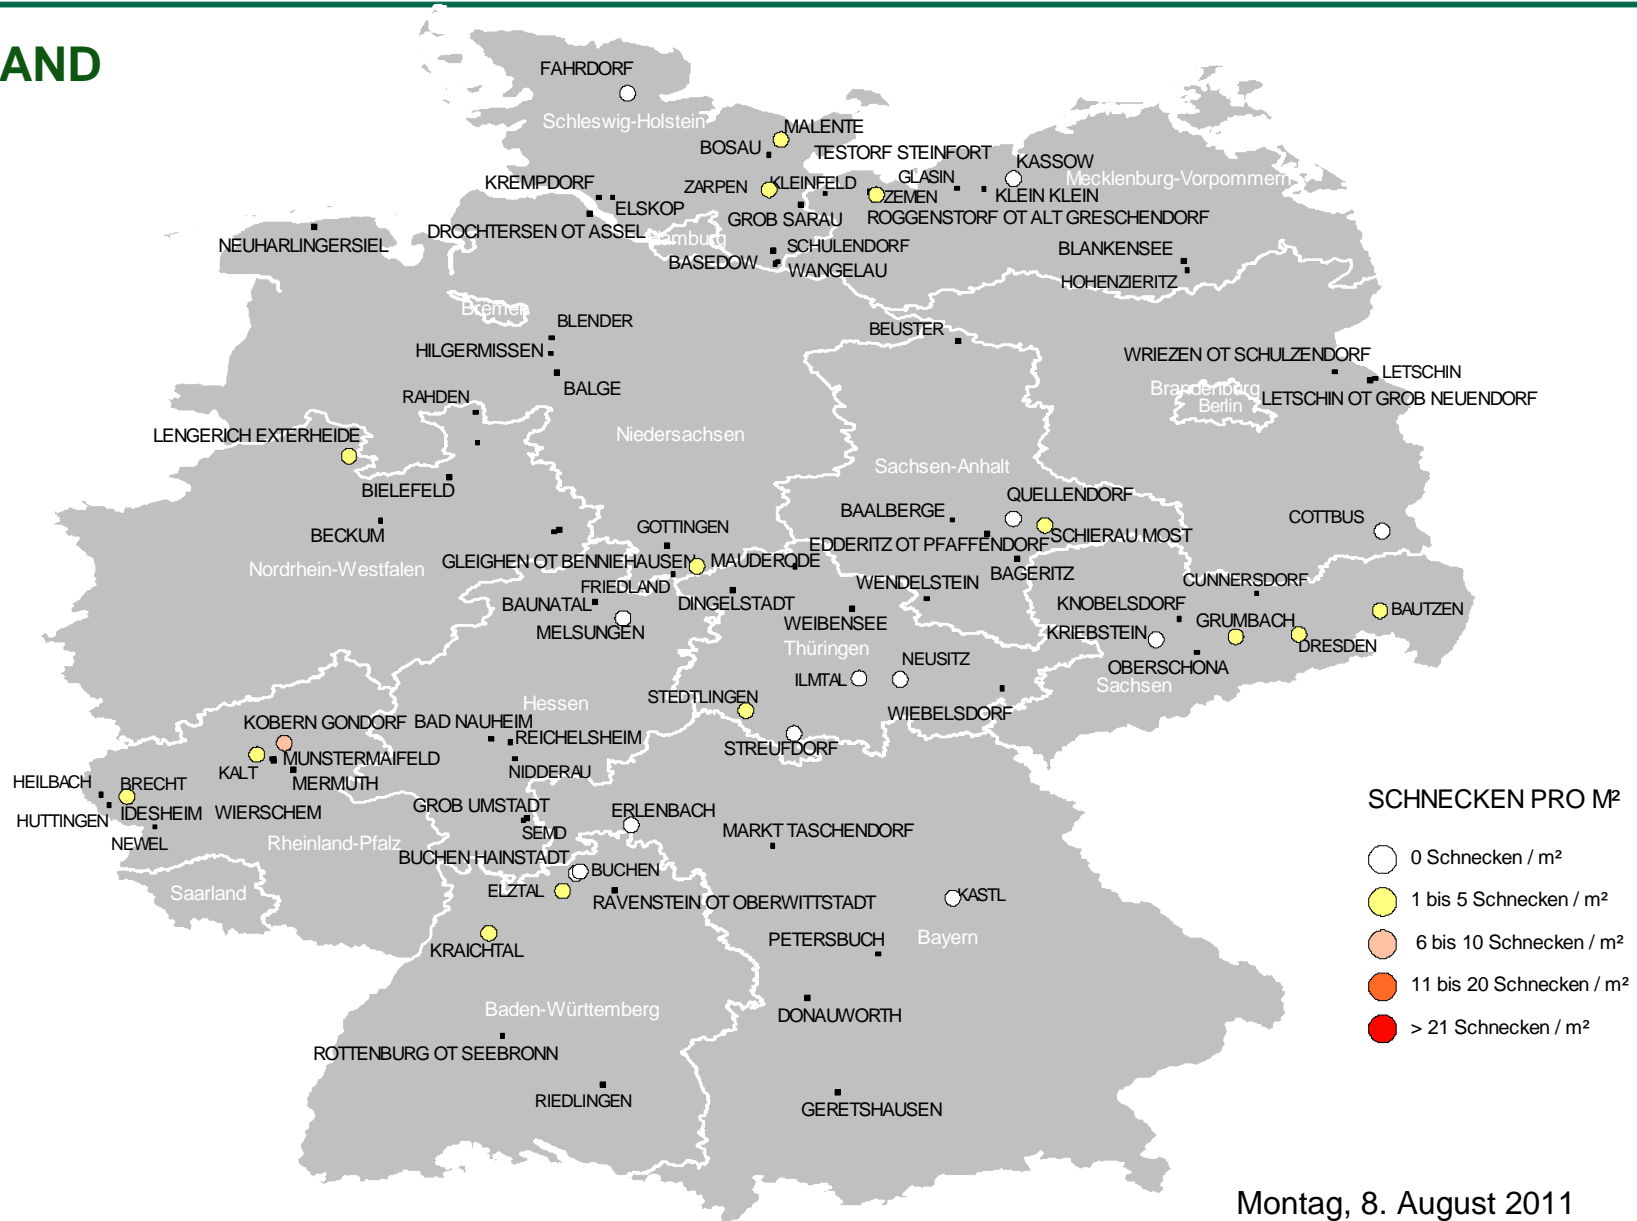 AND
FAHRDORF
Schleswig-Holstein
MALENTE
BOSAU
TESTORF STEINFORT
KASSOW
GLASIN
Mecklenburg-Vorpommern
KREMPDORF
ZARPEN
KLEINFELD
ZEMEN
KLEIN KLEIN
ELSKOP
GROB SARAU
ROGGENSTORF OT ALT GRESCHENDORF
DROCHTERSEN OT ASSEL
Hamburg
NEUHARLINGERSIEL
SCHULENDORF
BLANKENSEE
BASEDOW
WANGELAU
HOHENZIERITZ
Bremen
BLENDER
BEUSTER
HILGERMISSEN
WRIEZEN OT SCHULZENDORF
LETSCHIN
BALGE
Brandenburg
RAHDEN
Berlin
LETSCHIN OT GROB NEUENDORF
LENGERICH EXTERHEIDE
Niedersachsen
Sachsen-Anhalt
BIELEFELD
QUELLENDORF
BAALBERGE
COTTBUS
BECKUM
GOTTINGEN
SCHIERAU MOST
EDDERITZ OT PFAFFENDORF
GLEIGHEN OT BENNIEHAUSEN
MAUDERODE
Nordrhein-Westfalen
BAGERITZ
FRIEDLAND
WENDELSTEIN
CUNNERSDORF
BAUNATAL
DINGELSTADT
KNOBELSDORF
BAUTZEN
WEIBENSEE
GRUMBACH
MELSUNGEN
KRIEBSTEIN
DRESDEN
Thüringen
NEUSITZ
OBERSCHONA
ILMTAL
Sachsen
STEDTLINGEN
Hessen
WIEBELSDORF
KOBERN GONDORF
BAD NAUHEIM
REICHELSHEIM
STREUFDORF
MUNSTERMAIFELD
KALT
NIDDERAU
HEILBACH
BRECHT
MERMUTH
SCHNECKEN PRO M²
GROB UMSTADT
ERLENBACH
HUTTINGEN
IDESHEIM
WIERSCHEM
SEMD
MARKT TASCHENDORF
NEWEL
Rheinland-Pfalz
BUCHEN HAINSTADT
0 Schnecken / m²
BUCHEN
Saarland
ELZTAL
KASTL
RAVENSTEIN OT OBERWITTSTADT
1 bis 5 Schnecken / m²
PETERSBUCH
Bayern
KRAICHTAL
6 bis 10 Schnecken / m²
11 bis 20 Schnecken / m²
Baden-Württemberg
DONAUWORTH
> 21 Schnecken / m²
ROTTENBURG OT SEEBRONN
RIEDLINGEN
GERETSHAUSEN
Montag, 8. August 2011